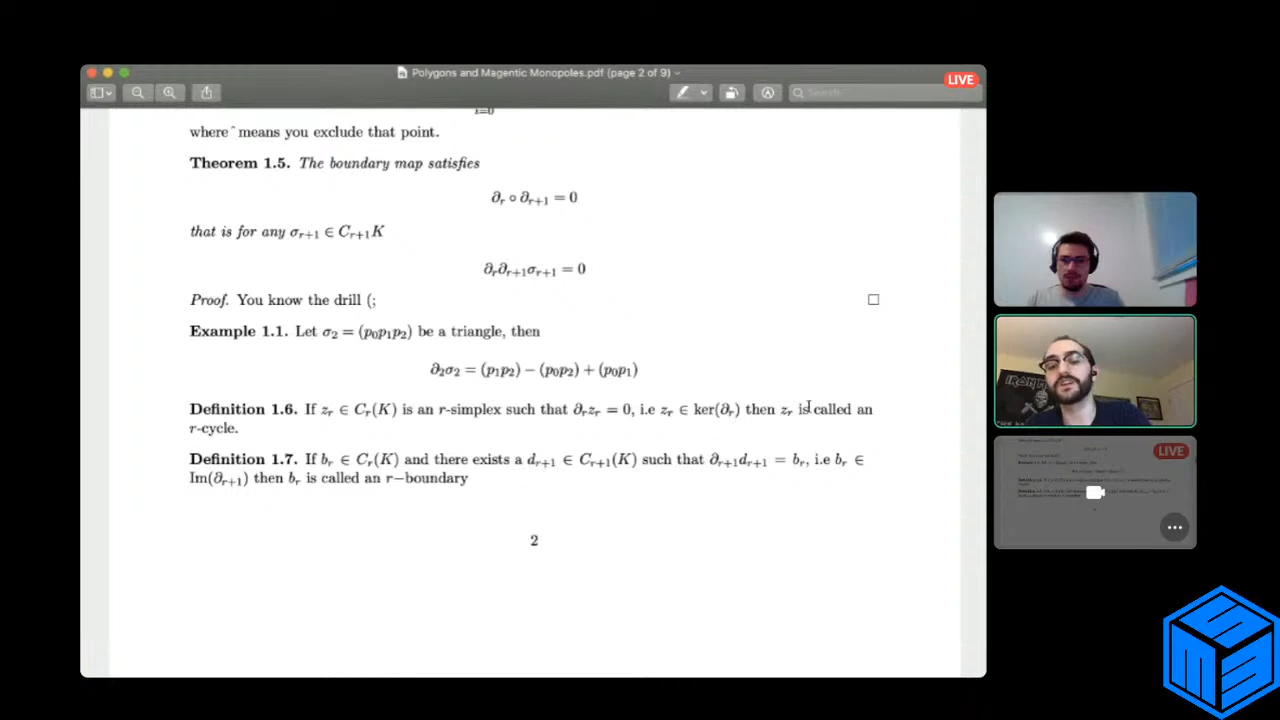 Polygons and Magentic Monopoles.pdf (page 2 of 9)
LIVE
Search
i=0
where ˆ means you exclude that point.
Theorem 1.5. The boundary map satisfies
∂ᵣ ∘ ∂ᵣ₊₁ = 0
that is for any σᵣ₊₁ ∈ Cᵣ₊₁K
∂ᵣ∂ᵣ₊₁σᵣ₊₁ = 0
Proof. You know the drill (; □
Example 1.1. Let σ₂ = (p₀p₁p₂) be a triangle, then
∂₂σ₂ = (p₁p₂) − (p₀p₂) + (p₀p₁)
Definition 1.6. If zᵣ ∈ Cᵣ(K) is an r-simplex such that ∂ᵣzᵣ = 0, i.e zᵣ ∈ ker(∂ᵣ) then zᵣ is called an
r-cycle.
Definition 1.7. If bᵣ ∈ Cᵣ(K) and there exists a dᵣ₊₁ ∈ Cᵣ₊₁(K) such that ∂ᵣ₊₁dᵣ₊₁ = bᵣ, i.e bᵣ ∈
Im(∂ᵣ₊₁) then bᵣ is called an r−boundary
2
IRON
LIVE
SM3